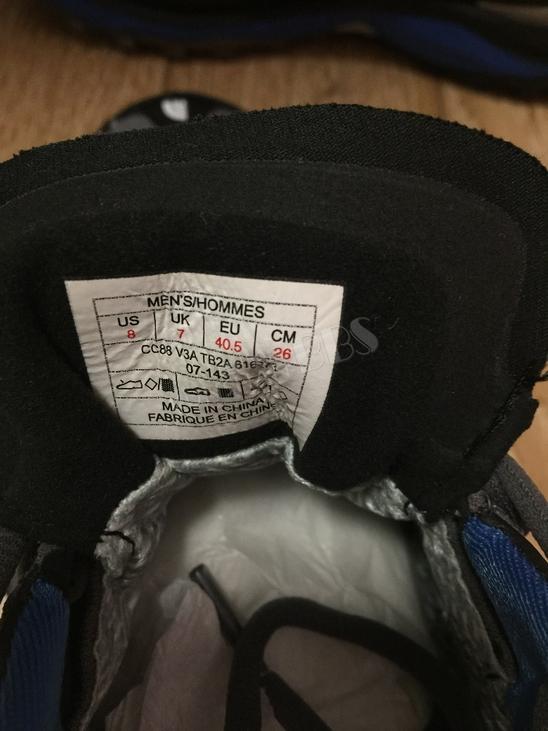 MEN'S/HOMMES
US UK EU CM
8 7 40.5 26
CC88 V3A TB2A
07-143
MADE IN CHINA
FABRIQUE EN CHINE